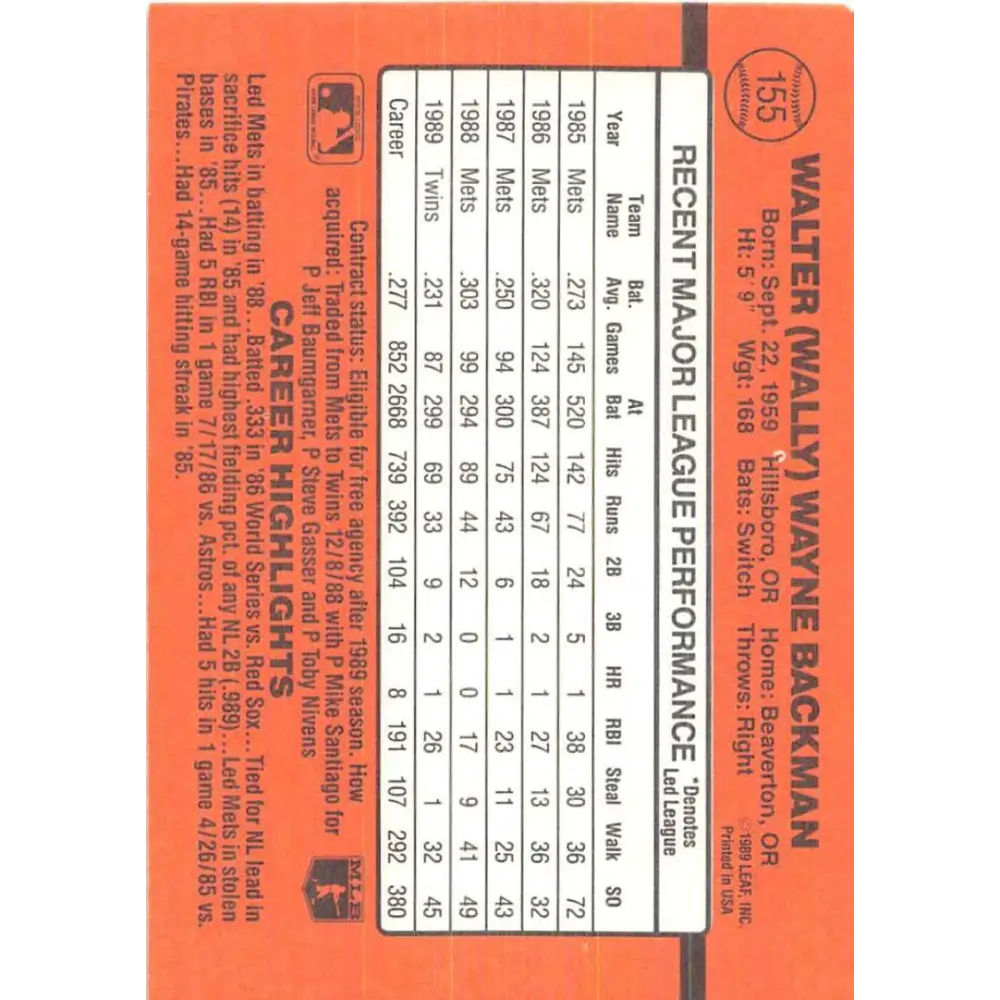 155
WALTER (WALLY) WAYNE BACKMAN
Born: Sept. 22, 1959 Hillsboro, OR Home: Beaverton, OR
Ht: 5' 9" Wgt: 168 Bats: Switch Throws: Right
© 1989 LEAF, INC.
Printed in USA
RECENT MAJOR LEAGUE PERFORMANCE
*Denotes
Led League
Year Team Name Bat. Avg. Games At Bat Hits Runs 2B 3B HR RBI Steal Walk SO
1985 Mets .273 145 520 142 77 24 5 1 38 30 36 72
1986 Mets .320 124 387 124 67 18 2 1 27 13 36 32
1987 Mets .250 94 300 75 43 6 1 1 23 11 25 43
1988 Mets .303 99 294 89 44 12 0 0 17 9 41 49
1989 Twins .231 87 299 69 33 9 2 1 26 1 32 45
Career .277 852 2668 739 392 104 16 8 191 107 292 380
Contract status: Eligible for free agency after 1989 season. How
acquired: Traded from Mets to Twins 12/8/88 with P Mike Santiago for
P Jeff Baumgarner, P Steve Gasser and P Toby Nivens
MLB
CAREER HIGHLIGHTS
Led Mets in batting in '88...Batted .333 in '86 World Series vs. Red Sox...Tied for NL lead in
sacrifice hits (14) in '85 and had highest fielding pct. of any NL 2B (.989)...Led Mets in stolen
bases in '85...Had 5 RBI in 1 game 7/17/86 vs. Astros...Had 5 hits in 1 game 4/26/85 vs.
Pirates...Had 14-game hitting streak in '85.